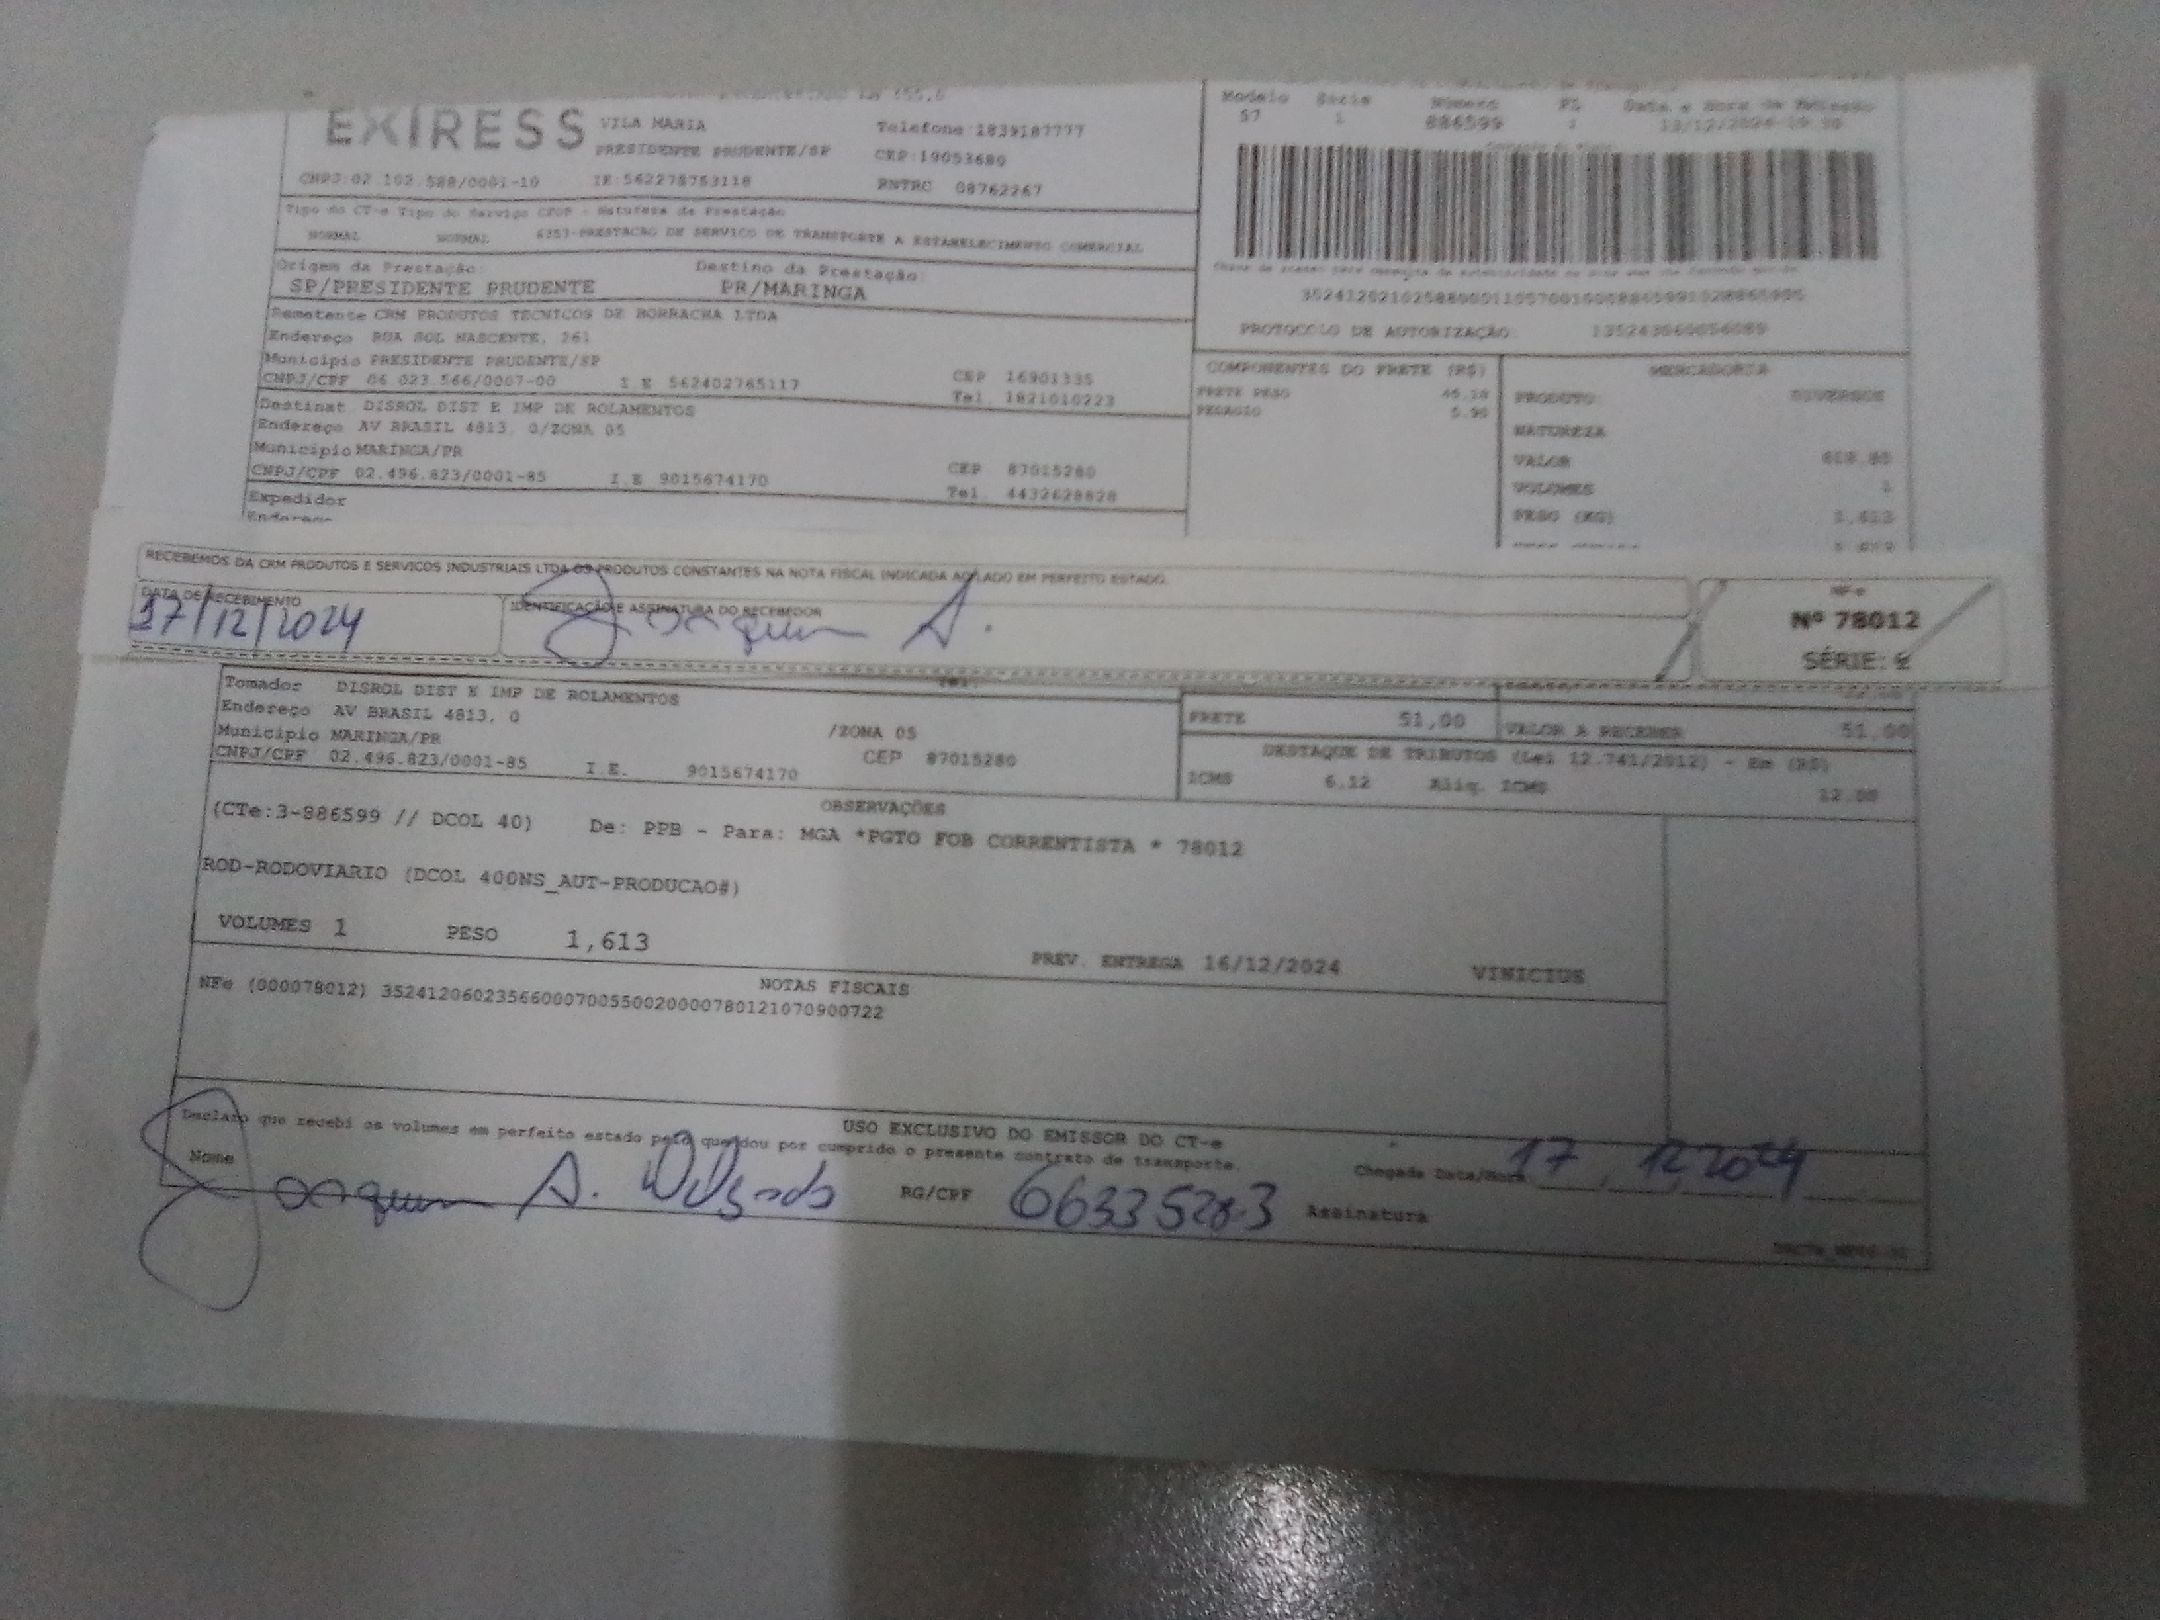 EXIRESS
VILA MARIA
Telefone:1839187777
PRESIDENTE PRUDENTE/SP
CEP:19053680
CNPJ:02.102.588/0001-10 IE:562278753118 RNTRC 08762267
Modelo Série Número FL Data e Hora de Emissão
57 1 886599 1
Tipo do CT-e Tipo do Serviço CFOP - Natureza da Prestação
NORMAL NORMAL 6353-PRESTACAO DE SERVICO DE TRANSPORTE A ESTABELECIMENTO COMERCIAL
Origem da Prestação: Destino da Prestação:
SP/PRESIDENTE PRUDENTE PR/MARINGA
PROTOCOLO DE AUTORIZAÇÃO:
Remetente CRM PRODUTOS TECNICOS DE BORRACHA LTDA
Endereço RUA SOL NASCENTE, 261
Município PRESIDENTE PRUDENTE/SP
CNPJ/CPF 06.023.566/0007-00 I.E 562402765117
CEP 16901335
Tel. 1821010223
Destinat. DISROL DIST E IMP DE ROLAMENTOS
Endereço AV BRASIL 4813, 0/ZONA 05
Município MARINGA/PR
CNPJ/CPF 02.496.823/0001-85 I.E 9015674170
CEP 87015280
Tel. 4432628828
Expedidor
Endereço
COMPONENTES DO FRETE (R$)
FRETE PESO
PEDAGIO
MERCADORIA
PRODUTO: DIVERSOS
NATUREZA
VALOR
VOLUMES 1
PESO (KG) 1,613
RECEBEMOS DA CRM PRODUTOS E SERVICOS INDUSTRIAIS LTDA OS PRODUTOS CONSTANTES NA NOTA FISCAL INDICADA AO LADO EM PERFEITO ESTADO.
DATA DE RECEBIMENTO
17/12/2024
IDENTIFICAÇÃO E ASSINATURA DO RECEBEDOR
Joaquim A.
NF-e
Nº 78012
SÉRIE: 2
Tomador DISROL DIST E IMP DE ROLAMENTOS
Endereço AV BRASIL 4813, 0 /ZONA 05
Município MARINGA/PR CEP 87015280
CNPJ/CPF 02.496.823/0001-85 I.E. 9015674170
FRETE 51,00 VALOR A RECEBER 51,00
DESTAQUE DE TRIBUTOS (Lei 12.741/2012) - Em (R$)
ICMS 6.12 Aliq. ICMS 12.00
OBSERVAÇÕES
(CTe:3-886599 // DCOL 40) De: PPB - Para: MGA *PGTO FOB CORRENTISTA * 78012
ROD-RODOVIARIO (DCOL 400NS_AUT-PRODUCAO#)
VOLUMES 1 PESO 1,613
PREV. ENTREGA 16/12/2024 VINICIUS
NOTAS FISCAIS
NFe (000078012) 35241206023566000700550020000780121070900722
USO EXCLUSIVO DO EMISSOR DO CT-e
Declaro que recebi os volumes em perfeito estado pelo que dou por cumprido o presente contrato de transporte.
Chegada Data/Hora 17 12 2024
Nome Joaquim A. RG/CPF 66335283 Assinatura